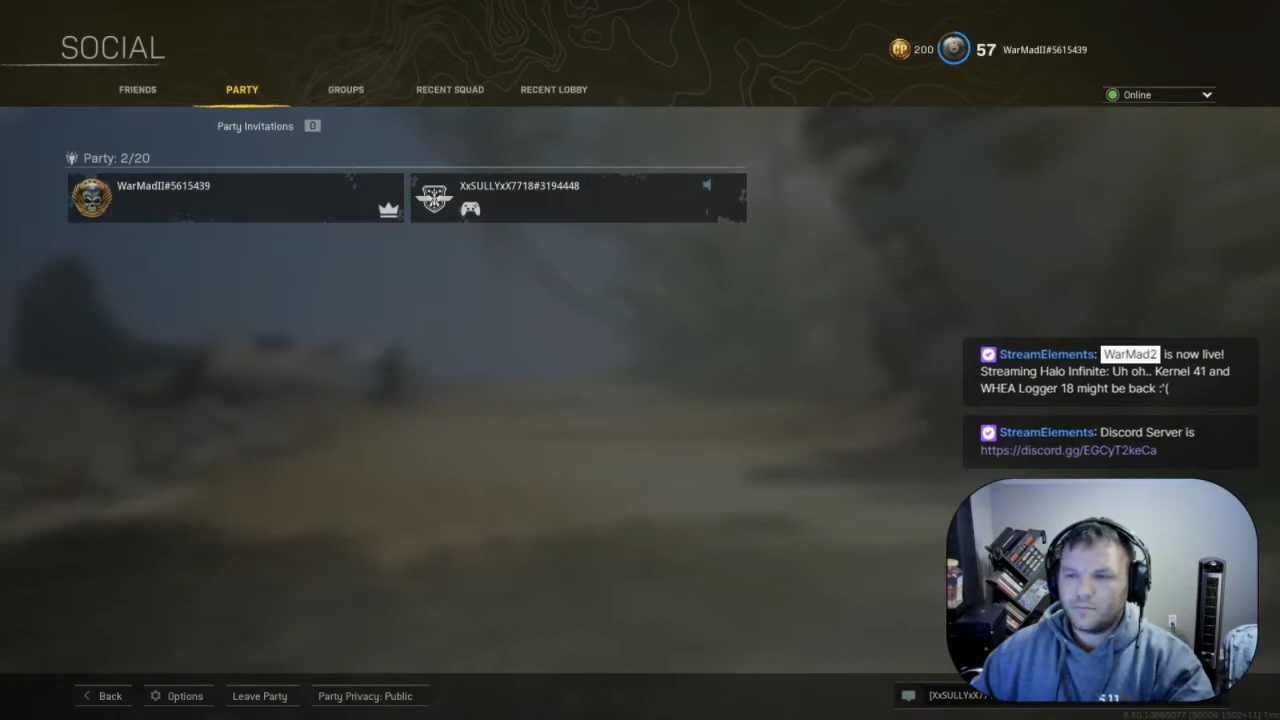 SOCIAL
CP 200 57 WarMadII#5615439
FRIENDS PARTY GROUPS RECENT SQUAD RECENT LOBBY
Online
Party Invitations 0
Party: 2/20
WarMadII#5615439 XxSULLYxX7718#3194448
StreamElements: WarMad2 is now live!
Streaming Halo Infinite: Uh oh.. Kernel 41 and
WHEA Logger 18 might be back :'(
StreamElements: Discord Server is
https://discord.gg/EGCyT2keCa
Back Options Leave Party Party Privacy: Public